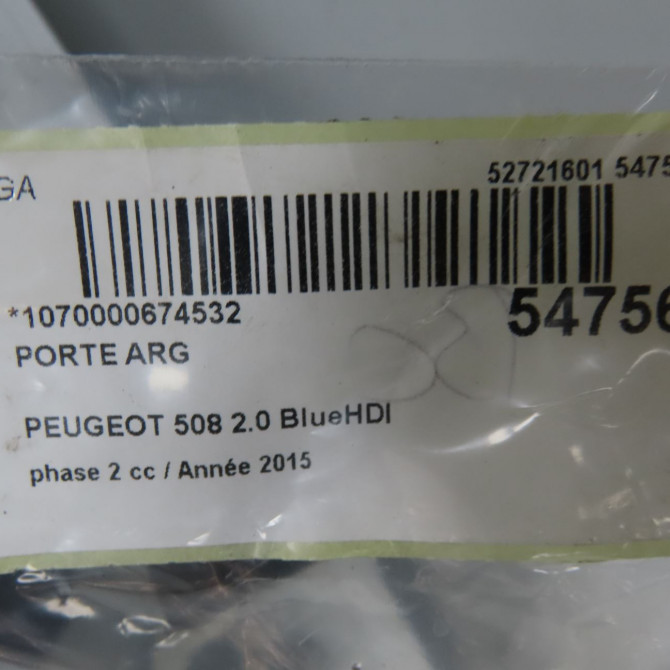 GA
52721601 5475
*1070000674532
54756
PORTE ARG
PEUGEOT 508 2.0 BlueHDI
phase 2 cc / Année 2015